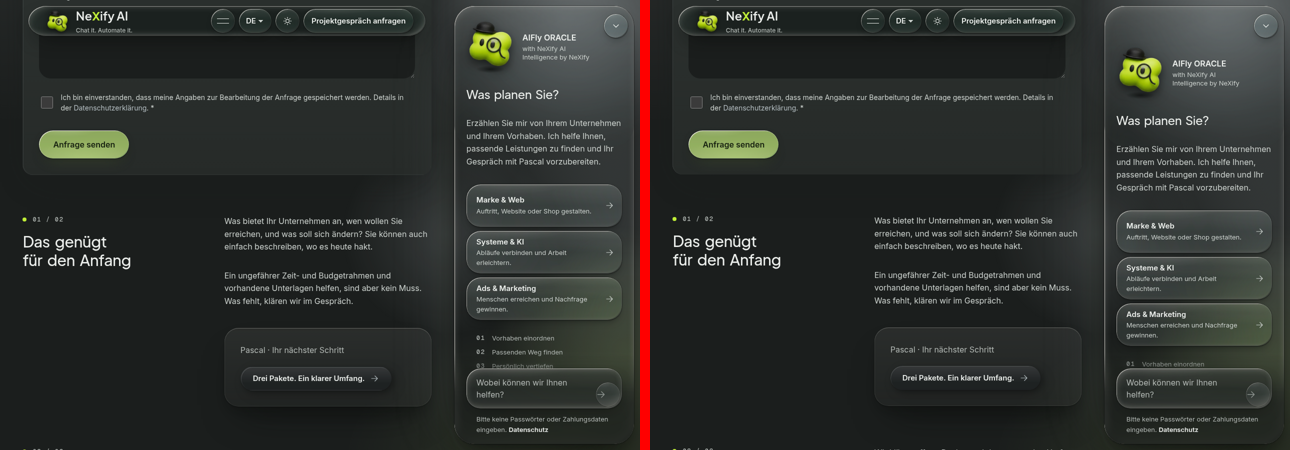 NeXify AI
Chat it. Automate it.
DE
Projektgespräch anfragen
Ich bin einverstanden, dass meine Angaben zur Bearbeitung der Anfrage gespeichert werden. Details in
der Datenschutzerklärung. *
Anfrage senden
01 / 02
Das genügt
für den Anfang
Was bietet Ihr Unternehmen an, wen wollen Sie
erreichen, und was soll sich ändern? Sie können auch
einfach beschreiben, wo es heute hakt.
Ein ungefährer Zeit- und Budgetrahmen und
vorhandene Unterlagen helfen, sind aber kein Muss.
Was fehlt, klären wir im Gespräch.
Pascal · Ihr nächster Schritt
Drei Pakete. Ein klarer Umfang.
AIFly ORACLE
with NeXify AI
Intelligence by NeXify
Was planen Sie?
Erzählen Sie mir von Ihrem Unternehmen
und Ihrem Vorhaben. Ich helfe Ihnen,
passende Leistungen zu finden und Ihr
Gespräch mit Pascal vorzubereiten.
Marke & Web
Auftritt, Website oder Shop gestalten.
Systeme & KI
Abläufe verbinden und Arbeit
erleichtern.
Ads & Marketing
Menschen erreichen und Nachfrage
gewinnen.
01 Vorhaben einordnen
02 Passenden Weg finden
03 Persönlich vertiefen
Wobei können wir Ihnen
helfen?
Bitte keine Passwörter oder Zahlungsdaten
eingeben. Datenschutz
NeXify AI
Chat it. Automate it.
DE
Projektgespräch anfragen
Ich bin einverstanden, dass meine Angaben zur Bearbeitung der Anfrage gespeichert werden. Details in
der Datenschutzerklärung. *
Anfrage senden
01 / 02
Das genügt
für den Anfang
Was bietet Ihr Unternehmen an, wen wollen Sie
erreichen, und was soll sich ändern? Sie können auch
einfach beschreiben, wo es heute hakt.
Ein ungefährer Zeit- und Budgetrahmen und
vorhandene Unterlagen helfen, sind aber kein Muss.
Was fehlt, klären wir im Gespräch.
Pascal · Ihr nächster Schritt
Drei Pakete. Ein klarer Umfang.
AIFly ORACLE
with NeXify AI
Intelligence by NeXify
Was planen Sie?
Erzählen Sie mir von Ihrem Unternehmen
und Ihrem Vorhaben. Ich helfe Ihnen,
passende Leistungen zu finden und Ihr
Gespräch mit Pascal vorzubereiten.
Marke & Web
Auftritt, Website oder Shop gestalten.
Systeme & KI
Abläufe verbinden und Arbeit
erleichtern.
Ads & Marketing
Menschen erreichen und Nachfrage
gewinnen.
01 Vorhaben einordnen
Wobei können wir Ihnen
helfen?
Bitte keine Passwörter oder Zahlungsdaten
eingeben. Datenschutz